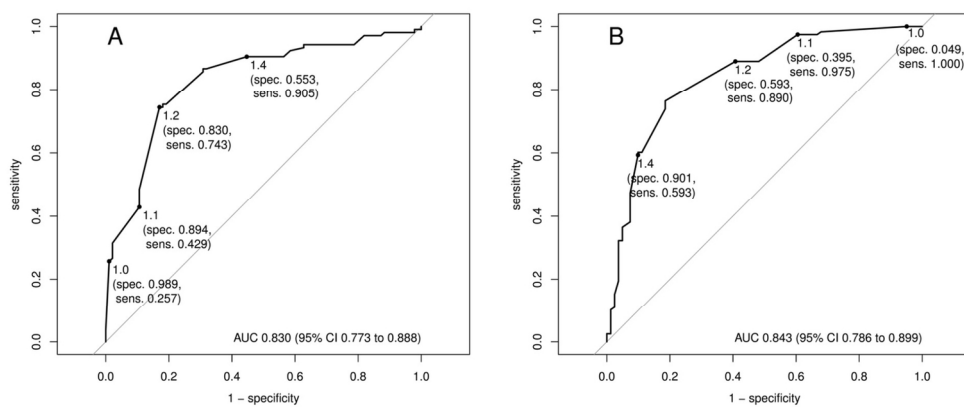 A
1.4
(spec. 0.553,
sens. 0.905)
1.2
(spec. 0.830,
sens. 0.743)
1.1
(spec. 0.894,
sens. 0.429)
1.0
(spec. 0.989,
sens. 0.257)
AUC 0.830 (95% CI 0.773 to 0.888)
sensitivity
0.0
0.2
0.4
0.6
0.8
1.0
0.0 0.2 0.4 0.6 0.8 1.0
1 − specificity
B
1.0
(spec. 0.049,
sens. 1.000)
1.1
(spec. 0.395,
sens. 0.975)
1.2
(spec. 0.593,
sens. 0.890)
1.4
(spec. 0.901,
sens. 0.593)
AUC 0.843 (95% CI 0.786 to 0.899)
sensitivity
0.0
0.2
0.4
0.6
0.8
1.0
0.0 0.2 0.4 0.6 0.8 1.0
1 − specificity